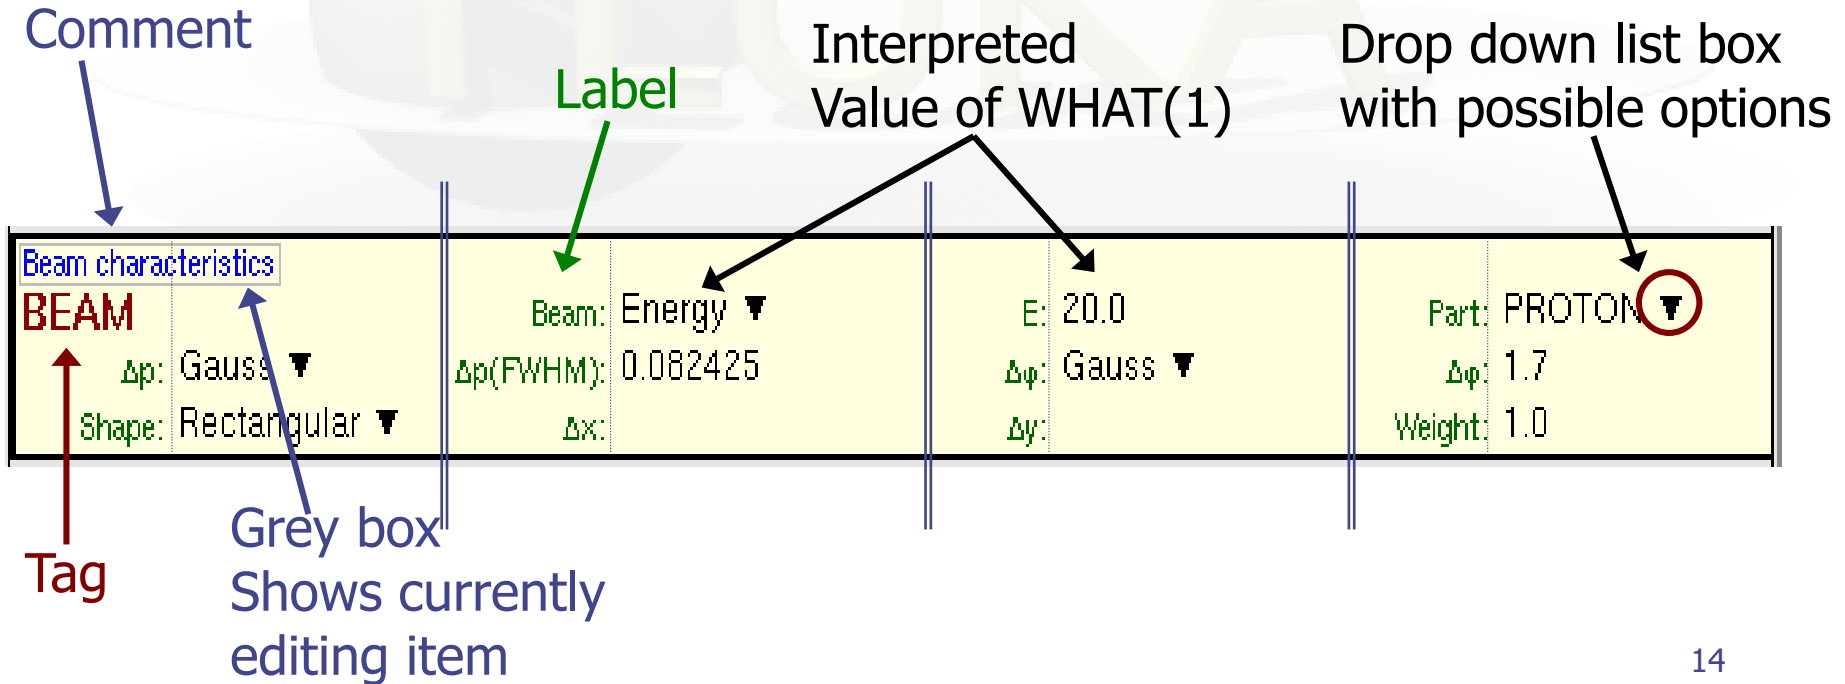 Comment
Label
Interpreted
Value of WHAT(1)
Drop down list box
with possible options
Beam characteristics
BEAM Beam: Energy ▼ E: 20.0 Part: PROTON ▼
Δp: Gauss ▼ Δp(FWHM): 0.082425 Δφ: Gauss ▼ Δφ: 1.7
Shape: Rectangular ▼ Δx: Δy: Weight: 1.0
Tag
Grey box
Shows currently
editing item
14